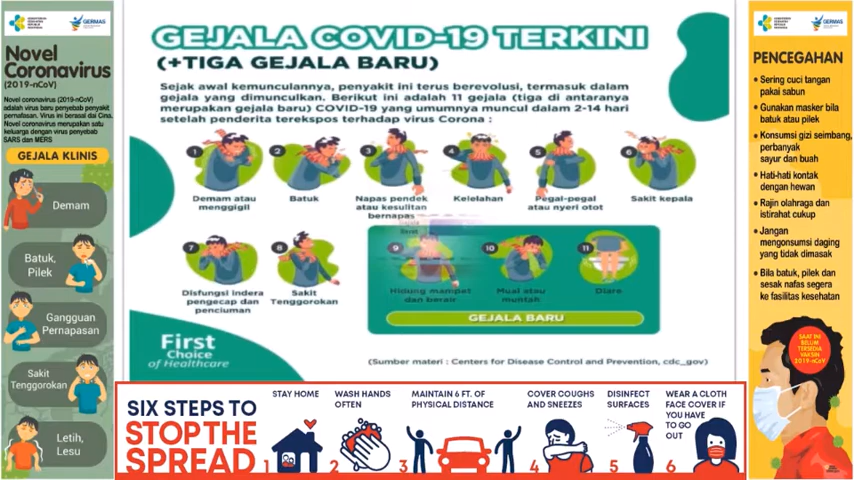 GERMAS
Novel
Coronavirus
(2019-nCoV)
Novel coronavirus (2019-nCoV)
adalah virus baru penyebab penyakit
pernafasan. Virus ini berasal dai Cina.
Novel coronavirus merupakan satu
keluarga dengan virus penyebab
SARS dan MERS
GEJALA KLINIS
Demam
Batuk,
Pilek
Gangguan
Pernapasan
Sakit
Tenggorokan
Letih,
Lesu
GEJALA COVID-19 TERKINI
(+TIGA GEJALA BARU)
Sejak awal kemunculannya, penyakit ini terus berevolusi, termasuk dalam
gejala yang dimunculkan. Berikut ini adalah 11 gejala (tiga di antaranya
merupakan gejala baru) COVID-19 yang umumnya muncul dalam 2-14 hari
setelah penderita terekspos terhadap virus Corona :
1 2 3 4 5 6
Demam atau
menggigil
Batuk
Napas pendek
atau kesulitan
bernapas
Kelelahan
Pegal-pegal
atau nyeri otot
Sakit kepala
7 8 9 10 11
Disfungsi indera
pengecap dan
penciuman
Sakit
Tenggorokan
Hidung mampet
dan berair
Mual atau
muntah
Diare
GEJALA BARU
First
Choice
of Healthcare
(Sumber materi : Centers for Disease Control and Prevention, cdc_gov)
SIX STEPS TO
STOP THE
SPREAD
STAY HOME
1
WASH HANDS
OFTEN
2
MAINTAIN 6 FT. OF
PHYSICAL DISTANCE
3
COVER COUGHS
AND SNEEZES
4
DISINFECT
SURFACES
5
WEAR A CLOTH
FACE COVER IF
YOU HAVE
TO GO
OUT
6
GERMAS
PENCEGAHAN
• Sering cuci tangan
pakai sabun
• Gunakan masker bila
batuk atau pilek
• Konsumsi gizi seimbang,
perbanyak
sayur dan buah
• Hati-hati kontak
dengan hewan
• Rajin olahraga dan
istirahat cukup
• Jangan
mengonsumsi daging
yang tidak dimasak
• Bila batuk, pilek dan
sesak nafas segera
ke fasilitas kesehatan
SAAT INI
BELUM
TERSEDIA
VAKSIN
2019-nCoV